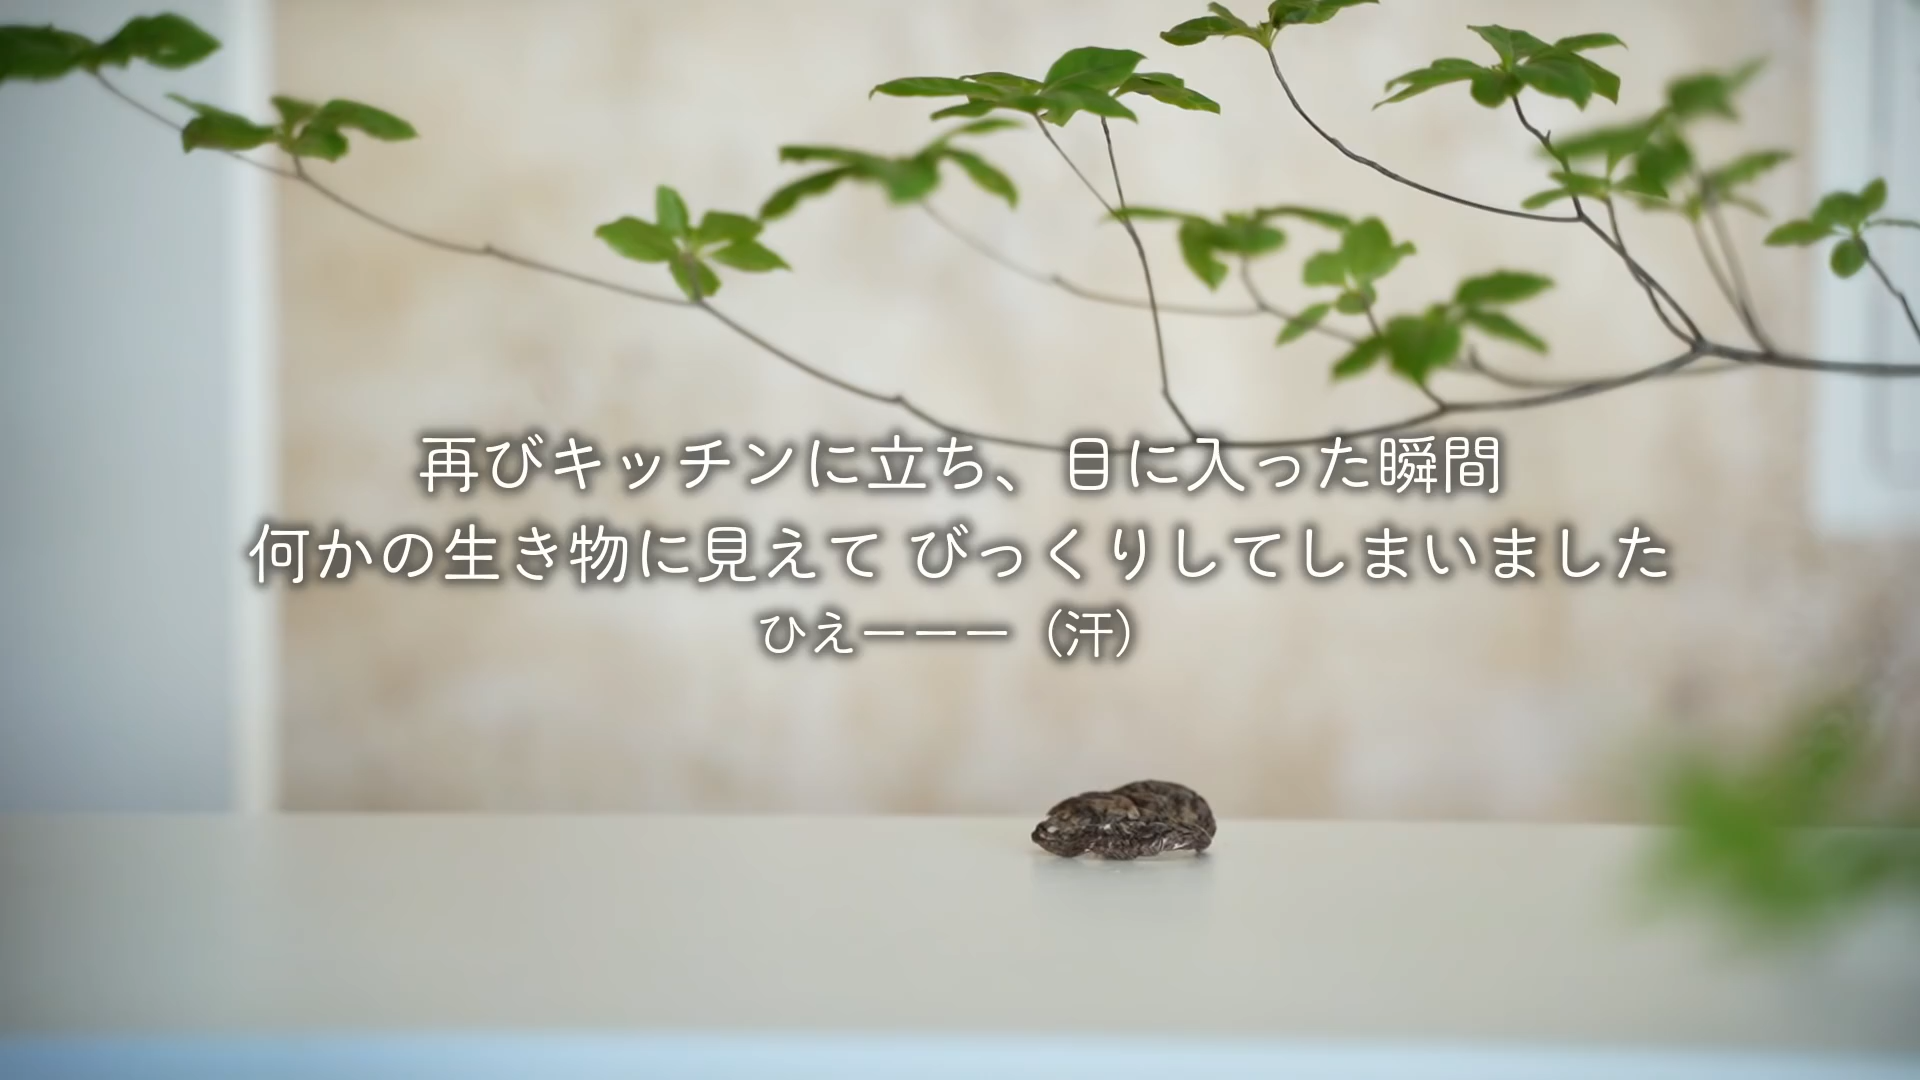 再びキッチンに立ち、目に入った瞬間
何かの生き物に見えて びっくりしてしまいました
ひえーーー（汗）